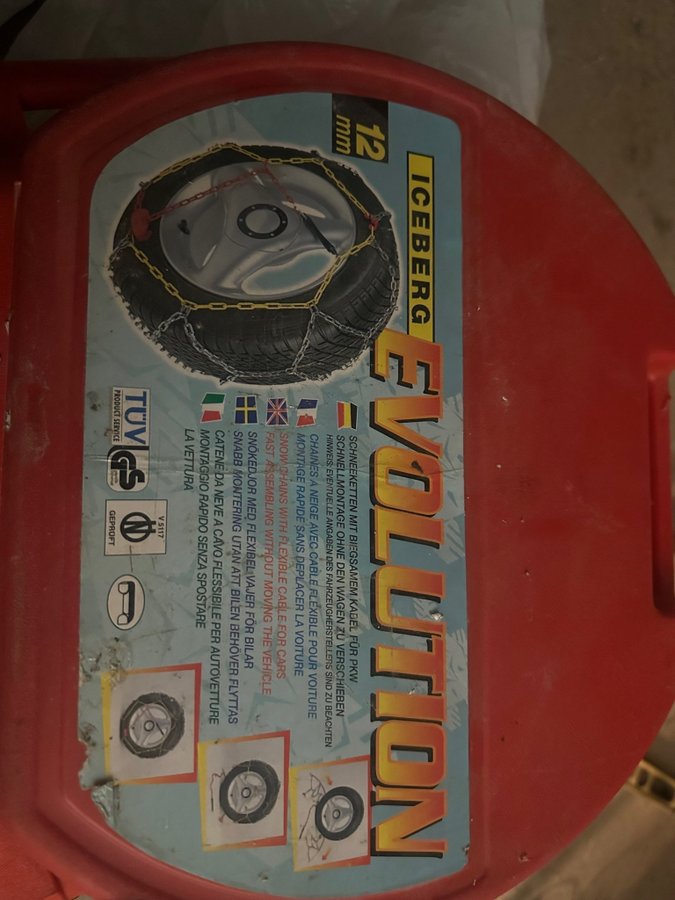 12
mm
ICEBERG
EVOLUTION
SCHNEEKETTEN MIT BIEGSAMEM KABEL FÜR PKW
SCHNELLMONTAGE OHNE DEN WAGEN ZU VERSCHIEBEN
HINWEIS: EVENTUELLE ANGABEN DES FAHRZEUGHERSTELLERS SIND ZU BEACHTEN
CHAINES A NEIGE AVEC CABLE FLEXIBLE POUR VOITURE
MONTAGE RAPIDE SANS DEPLACER LA VOITURE
SNOW CHAINS WITH FLEXIBLE CABLE FOR CARS
FAST ASSEMBLING WITHOUT MOVING THE VEHICLE
SNÖKEDJOR MED FLEXIBEL VAJER FÖR BILAR
SNABB MONTERING UTAN ATT BILEN BEHÖVER FLYTTAS
CATENE DA NEVE A CAVO FLESSIBILE PER AUTOVETTURE
MONTAGGIO RAPIDO SENZA SPOSTARE
LA VETTURA
TÜV
PRODUCT SERVICE
GS
V 5117
GEPRÜFT